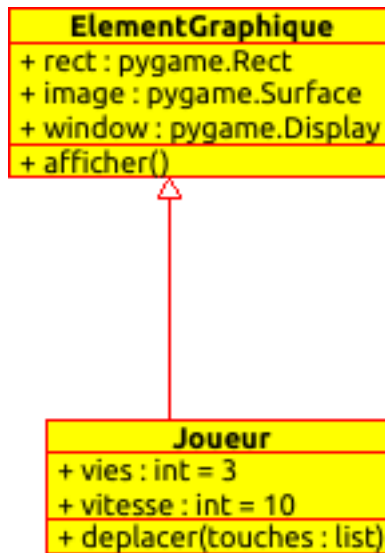 ElementGraphique
+ rect : pygame.Rect
+ image : pygame.Surface
+ window : pygame.Display
+ afficher()
Joueur
+ vies : int = 3
+ vitesse : int = 10
+ deplacer(touches : list)